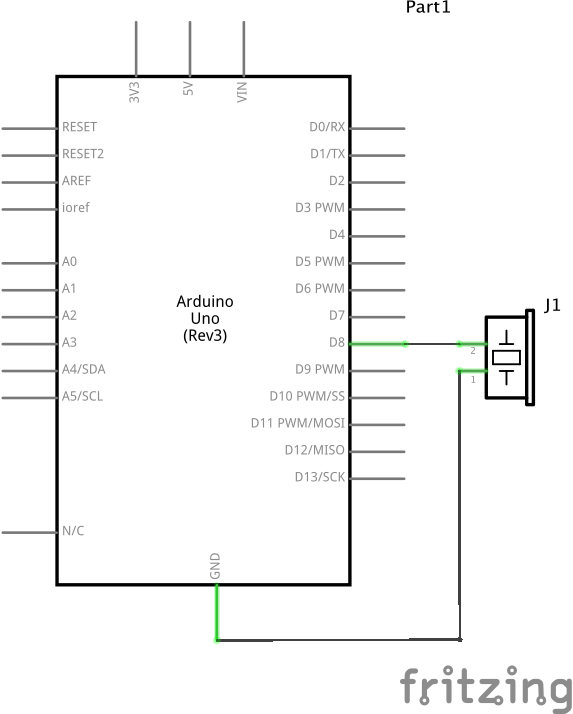 Part1
3V3
5V
VIN
RESET
RESET2
AREF
ioref
A0
A1
A2
A3
A4/SDA
A5/SCL
N/C
D0/RX
D1/TX
D2
D3 PWM
D4
D5 PWM
D6 PWM
D7
D8
D9 PWM
D10 PWM/SS
D11 PWM/MOSI
D12/MISO
D13/SCK
Arduino
Uno
(Rev3)
GND
J1
2
1
fritzing